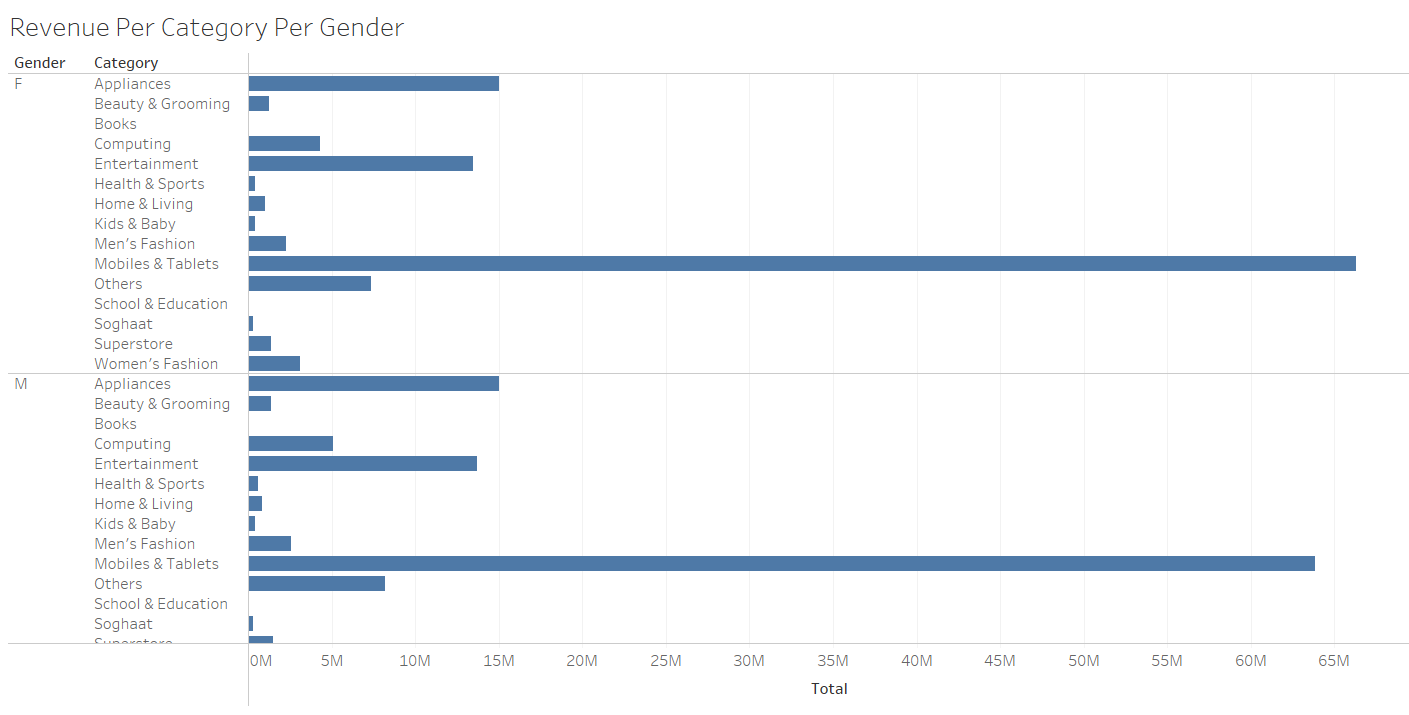 Revenue Per Category Per Gender
Gender Category
F Appliances
Beauty & Grooming
Books
Computing
Entertainment
Health & Sports
Home & Living
Kids & Baby
Men's Fashion
Mobiles & Tablets
Others
School & Education
Soghaat
Superstore
Women's Fashion
M Appliances
Beauty & Grooming
Books
Computing
Entertainment
Health & Sports
Home & Living
Kids & Baby
Men's Fashion
Mobiles & Tablets
Others
School & Education
Soghaat
Superstore
0M 5M 10M 15M 20M 25M 30M 35M 40M 45M 50M 55M 60M 65M
Total